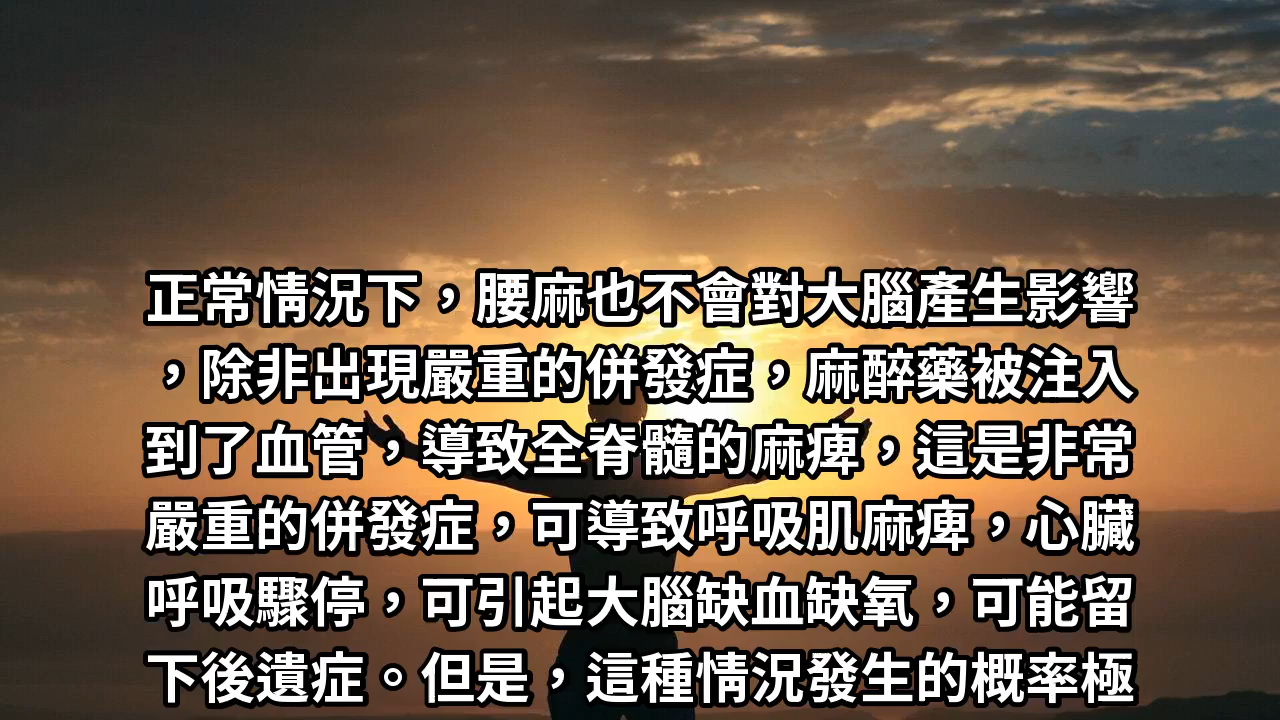 正常情況下，腰麻也不會對大腦產生影響
，除非出現嚴重的併發症，麻醉藥被注入
到了血管，導致全脊髓的麻痺，這是非常
嚴重的併發症，可導致呼吸肌麻痺，心臟
呼吸驟停，可引起大腦缺血缺氧，可能留
下後遺症。但是，這種情況發生的概率極